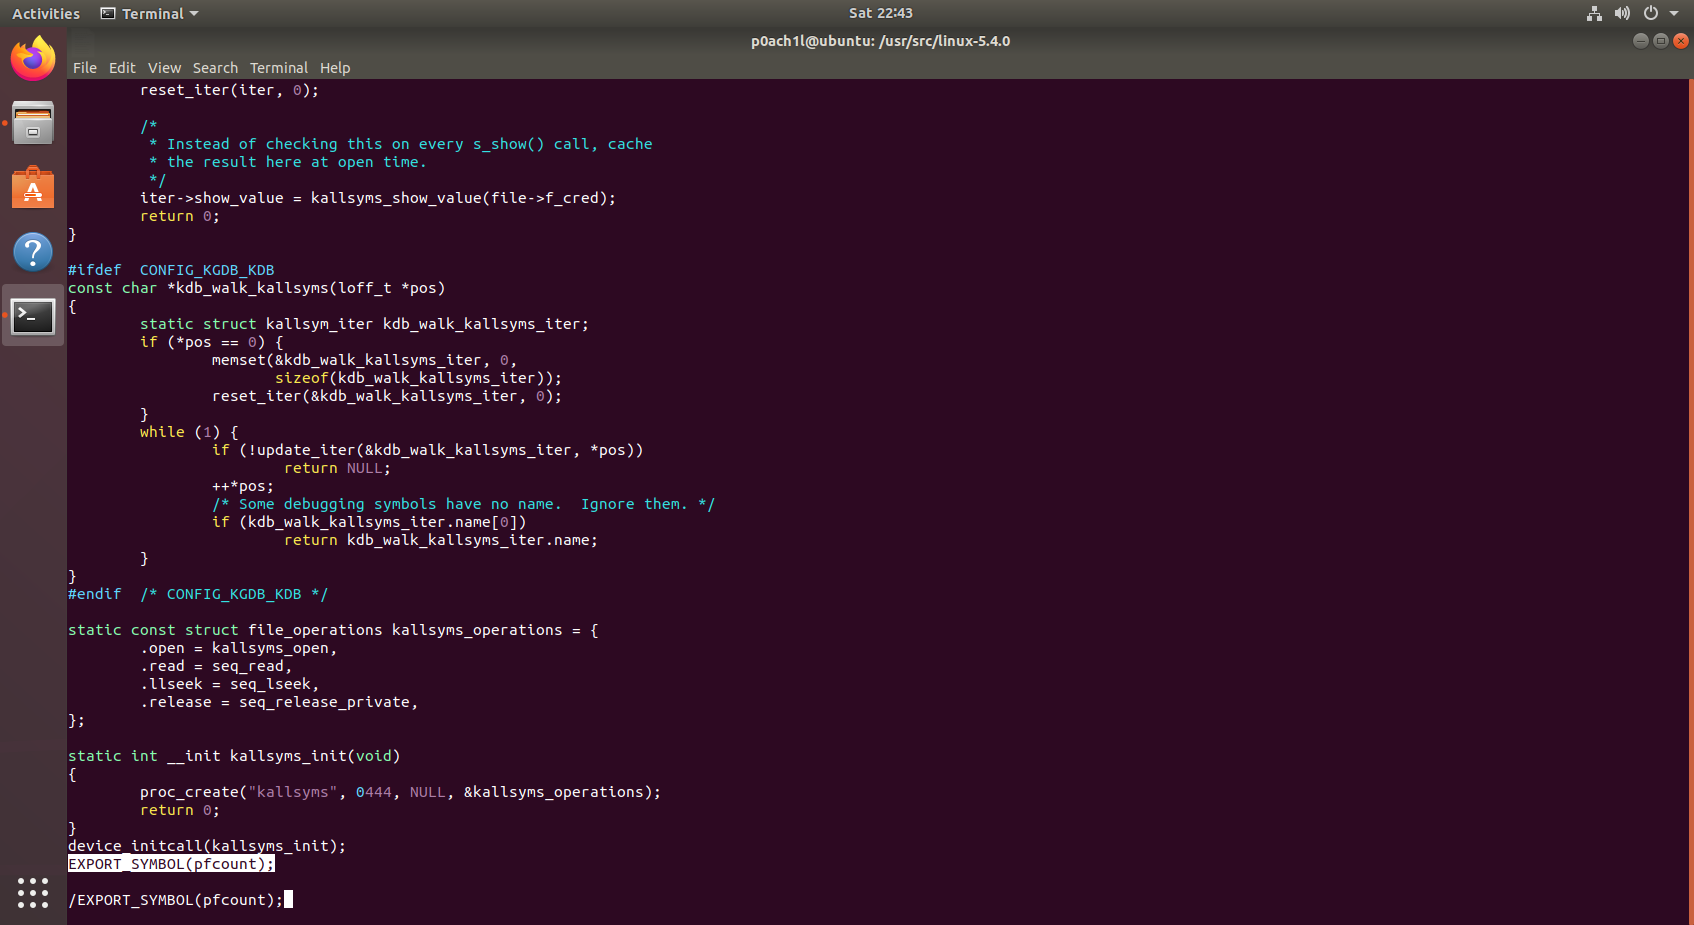 Activities Terminal Sat 22:43
p0ach1l@ubuntu: /usr/src/linux-5.4.0
File Edit View Search Terminal Help
reset_iter(iter, 0);
/*
* Instead of checking this on every s_show() call, cache
* the result here at open time.
*/
iter->show_value = kallsyms_show_value(file->f_cred);
return 0;
}
#ifdef CONFIG_KGDB_KDB
const char *kdb_walk_kallsyms(loff_t *pos)
{
static struct kallsym_iter kdb_walk_kallsyms_iter;
if (*pos == 0) {
memset(&kdb_walk_kallsyms_iter, 0,
sizeof(kdb_walk_kallsyms_iter));
reset_iter(&kdb_walk_kallsyms_iter, 0);
}
while (1) {
if (!update_iter(&kdb_walk_kallsyms_iter, *pos))
return NULL;
++*pos;
/* Some debugging symbols have no name.  Ignore them. */
if (kdb_walk_kallsyms_iter.name[0])
return kdb_walk_kallsyms_iter.name;
}
}
#endif /* CONFIG_KGDB_KDB */
static const struct file_operations kallsyms_operations = {
.open = kallsyms_open,
.read = seq_read,
.llseek = seq_lseek,
.release = seq_release_private,
};
static int __init kallsyms_init(void)
{
proc_create("kallsyms", 0444, NULL, &kallsyms_operations);
return 0;
}
device_initcall(kallsyms_init);
EXPORT_SYMBOL(pfcount);
/EXPORT_SYMBOL(pfcount);